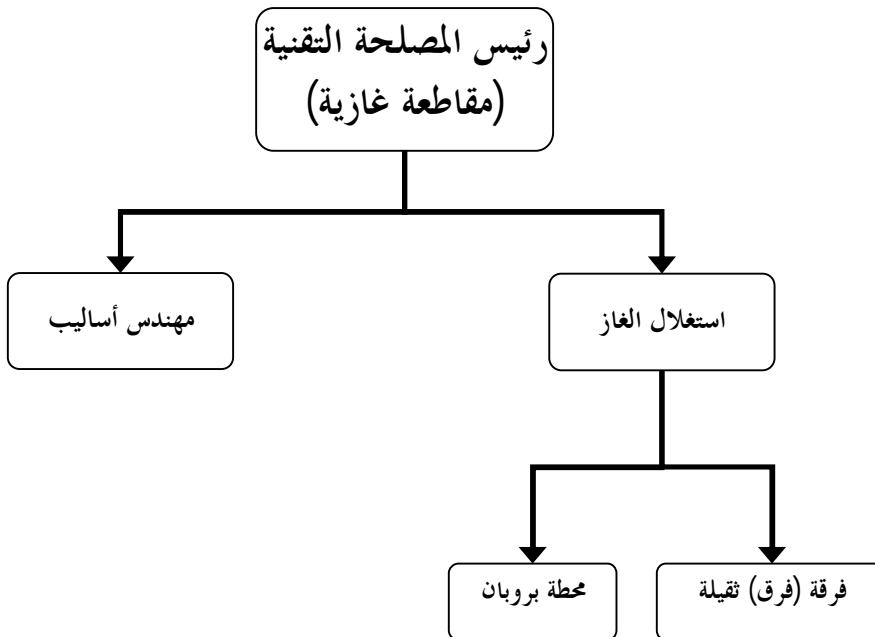 رئيس المصلحة التقنية
(مقاطعة غازية)
استغلال الغاز
مهندس أساليب
فرقة (فرق) ثقيلة
محطة بروبان